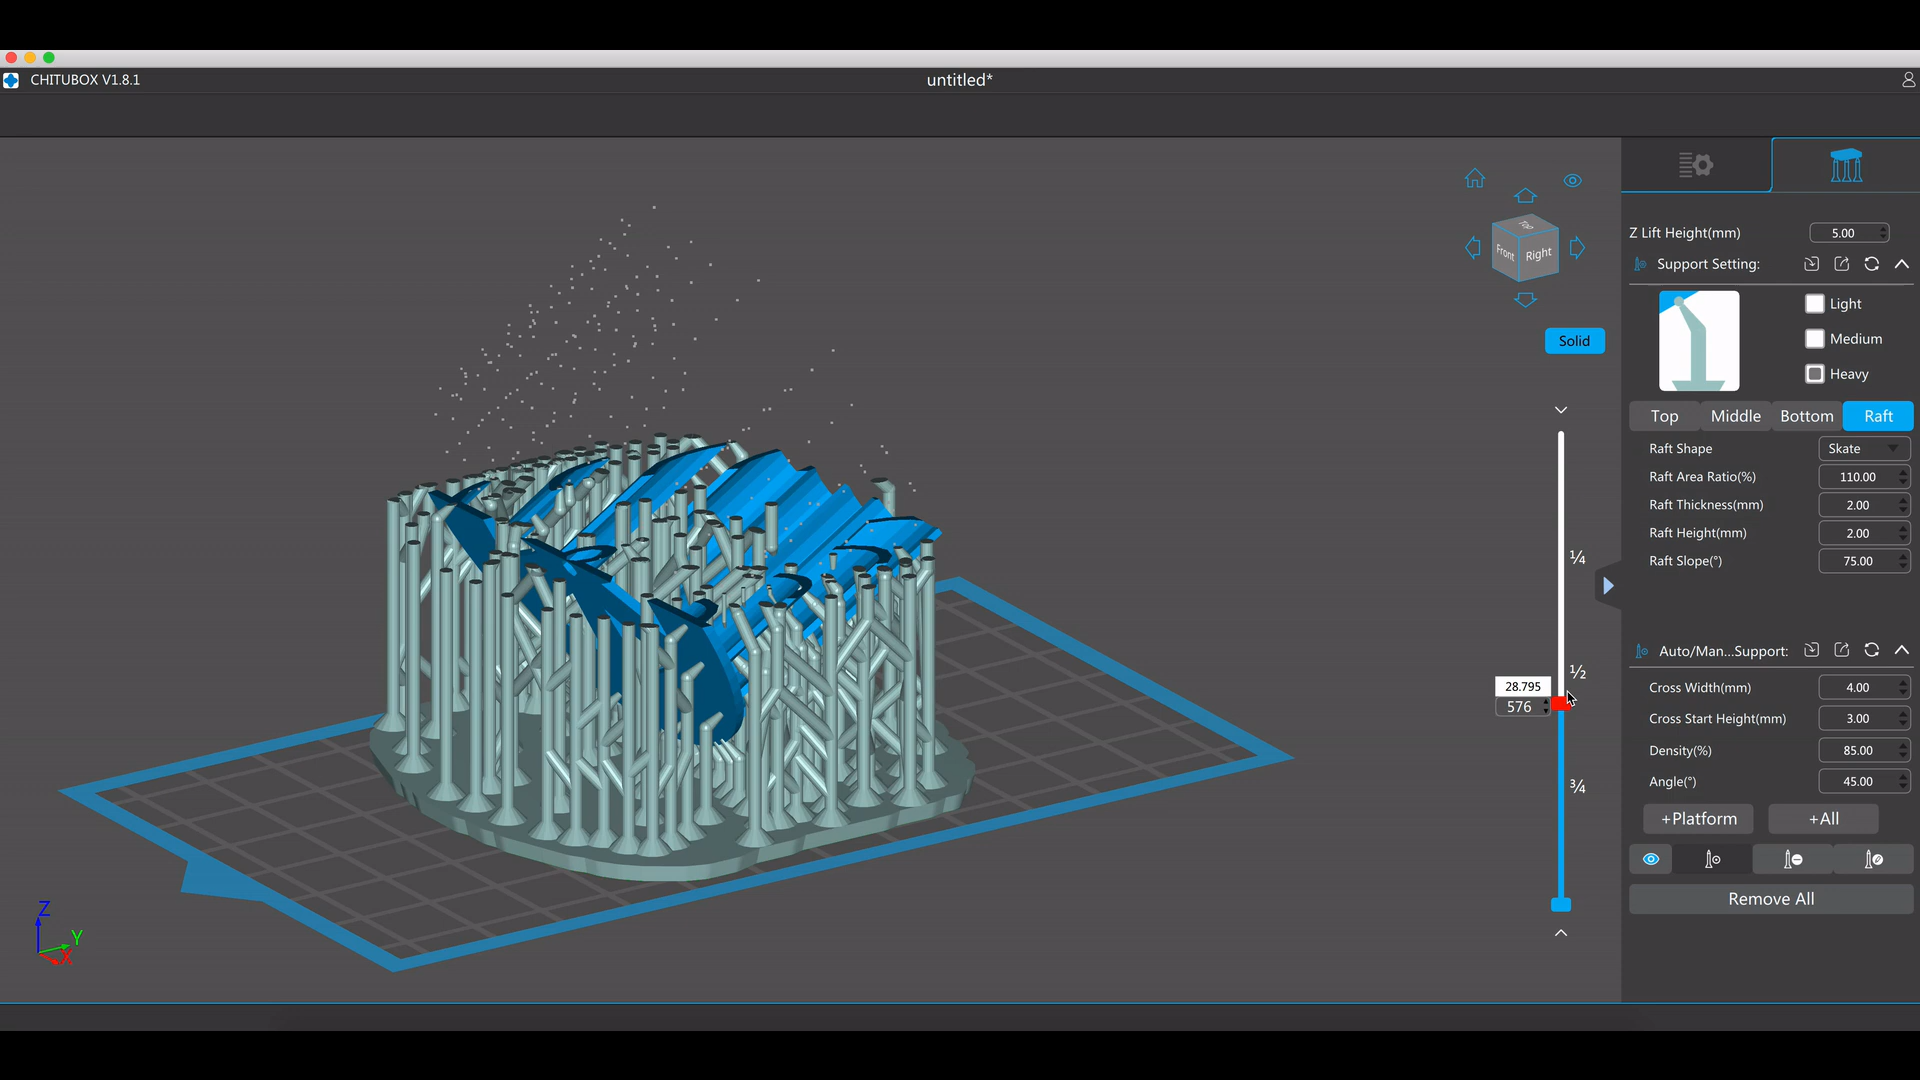 CHITUBOX V1.8.1
untitled*
Z Lift Height(mm) 5.00
Support Setting:
Top
Front
Right
Light
Solid
Medium
Heavy
Top Middle Bottom Raft
Raft Shape Skate
Raft Area Ratio(%) 110.00
Raft Thickness(mm) 2.00
Raft Height(mm) 2.00
Raft Slope(°) 75.00
1/4
Auto/Man...Support:
1/2
28.795
576
Cross Width(mm) 4.00
Cross Start Height(mm) 3.00
Density(%) 85.00
3/4
Angle(°) 45.00
+Platform +All
Remove All
Z
Y
X